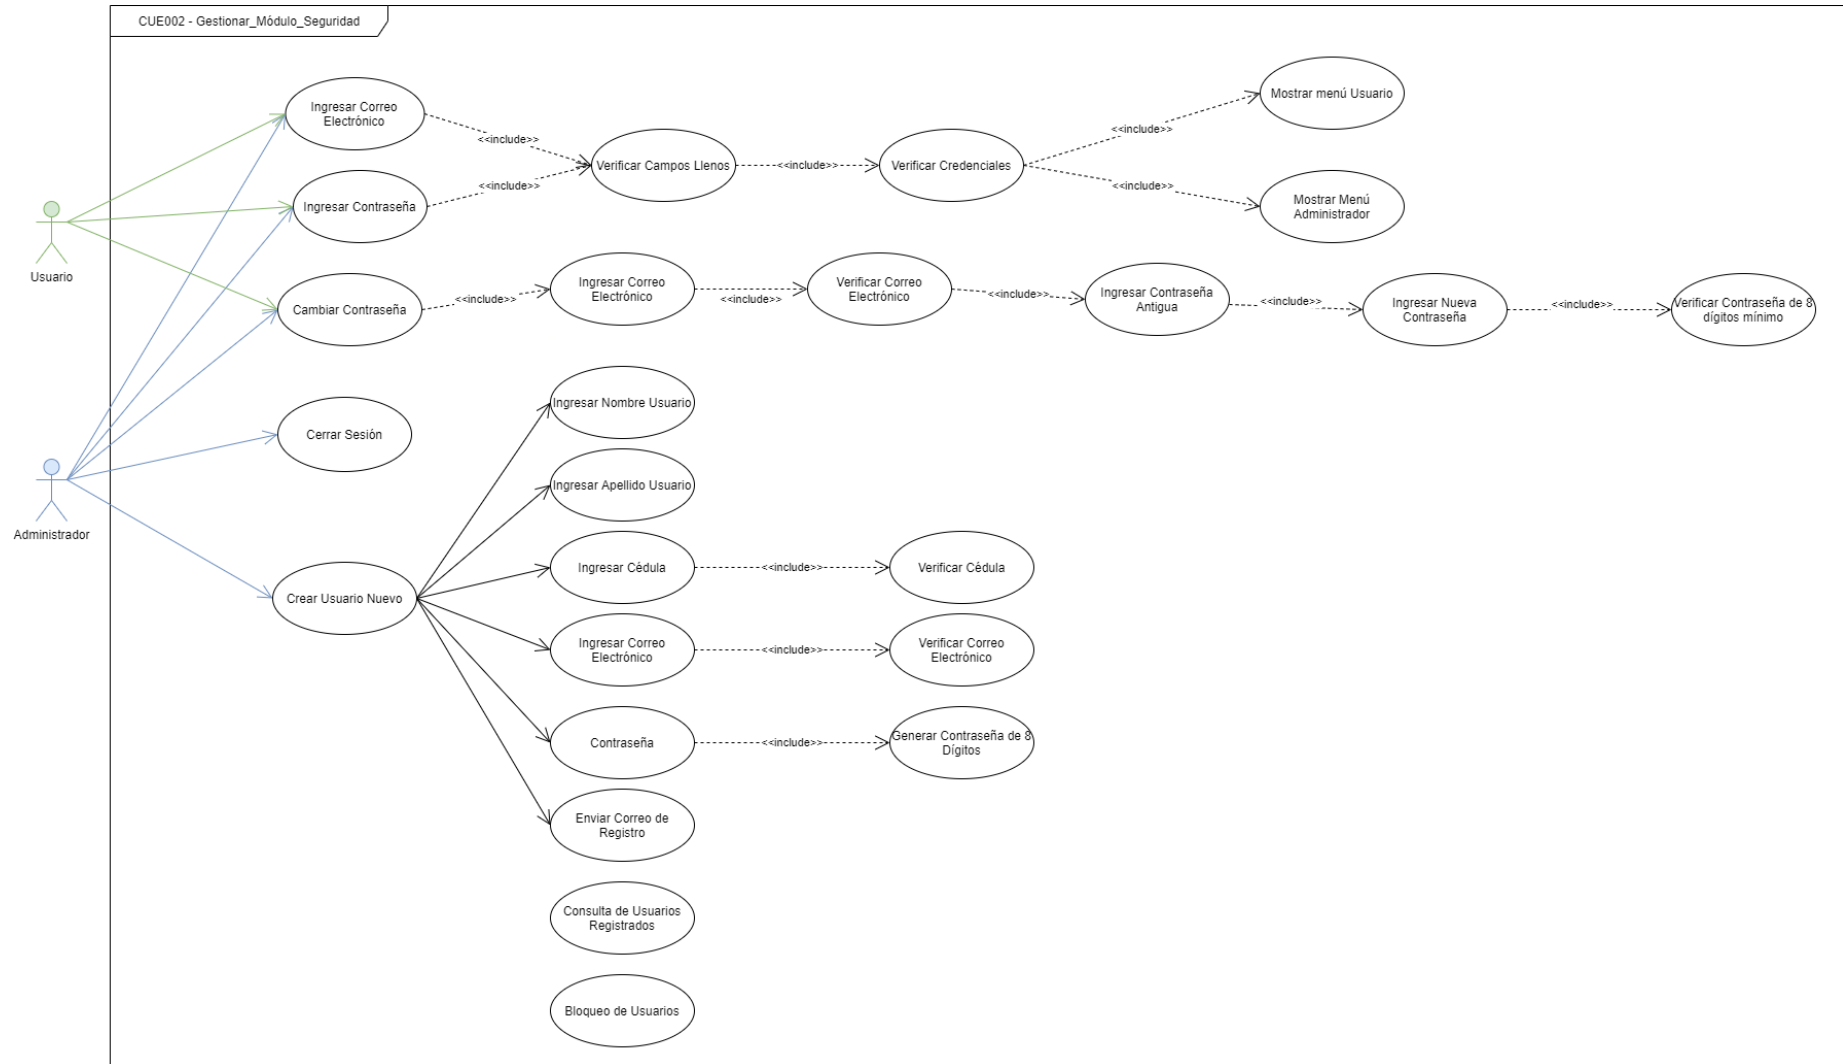 CUE002 - Gestionar_Módulo_Seguridad
Ingresar Correo
Electrónico
<<include>>
Ingresar Contraseña
<<include>>
Verificar Campos Llenos
<<include>>
Verificar Credenciales
<<include>>
Mostrar menú Usuario
<<include>>
Mostrar Menú
Administrador
Usuario
Cambiar Contraseña
<<include>>
Ingresar Correo
Electrónico
<<include>>
Verificar Correo
Electrónico
<<include>>
Ingresar Contraseña
Antigua
<<include>>
Ingresar Nueva
Contraseña
<<include>>
Verificar Contraseña de 8
dígitos mínimo
Cerrar Sesión
Administrador
Crear Usuario Nuevo
Ingresar Nombre Usuario
Ingresar Apellido Usuario
Ingresar Cédula
<<include>>
Verificar Cédula
Ingresar Correo
Electrónico
<<include>>
Verificar Correo
Electrónico
Contraseña
<<include>>
Generar Contraseña de 8
Dígitos
Enviar Correo de
Registro
Consulta de Usuarios
Registrados
Bloqueo de Usuarios